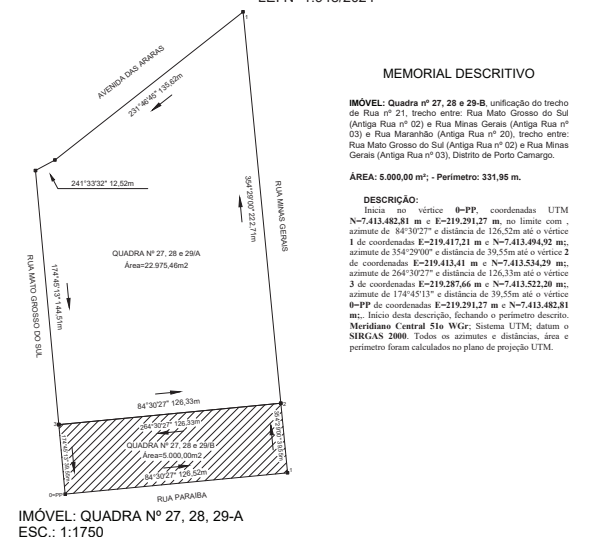 LEI Nº 1.948/2024
1
AVENIDA DAS ARARAS
231°46'45" 135,62m
241°33'32" 12,52m
354°29'00" 222,71m
RUA MINAS GERAIS
QUADRA Nº 27, 28 e 29/A
Área=22.975,46m2
RUA MATO GROSSO DO SUL
174°45'13" 144,51m
84°30'27" 126,33m
3
2
264°30'27" 126,33m
QUADRA Nº 27, 28 e 29/B
Área=5.000,00m2
84°30'27" 126,52m
0=PP
1
RUA PARAÍBA
IMÓVEL: QUADRA Nº 27, 28, 29-A
ESC.: 1:1750
MEMORIAL DESCRITIVO
IMÓVEL: Quadra nº 27, 28 e 29-B, unificação do trecho
de Rua nº 21, trecho entre: Rua Mato Grosso do Sul
(Antiga Rua nº 02) e Rua Minas Gerais (Antiga Rua nº
03) e Rua Maranhão (Antiga Rua nº 20), trecho entre:
Rua Mato Grosso do Sul (Antiga Rua nº 02) e Rua Minas
Gerais (Antiga Rua nº 03), Distrito de Porto Camargo.
ÁREA: 5.000,00 m²; - Perímetro: 331,95 m.
DESCRIÇÃO:
Inicia no vértice 0=PP, coordenadas UTM
N=7.413.482,81 m e E=219.291,27 m, no limite com ,
azimute de 84°30'27" e distância de 126,52m até o vértice
1 de coordenadas E=219.417,21 m e N=7.413.494,92 m;,
azimute de 354°29'00" e distância de 39,55m até o vértice 2
de coordenadas E=219.413,41 m e N=7.413.534,29 m;,
azimute de 264°30'27" e distância de 126,33m até o vértice
3 de coordenadas E=219.287,66 m e N=7.413.522,20 m;,
azimute de 174°45'13" e distância de 39,55m até o vértice
0=PP de coordenadas E=219.291,27 m e N=7.413.482,81
m;,. Início desta descrição, fechando o perímetro descrito.
Meridiano Central 51o WGr; Sistema UTM; datum o
SIRGAS 2000. Todos os azimutes e distâncias, área e
perímetro foram calculados no plano de projeção UTM.